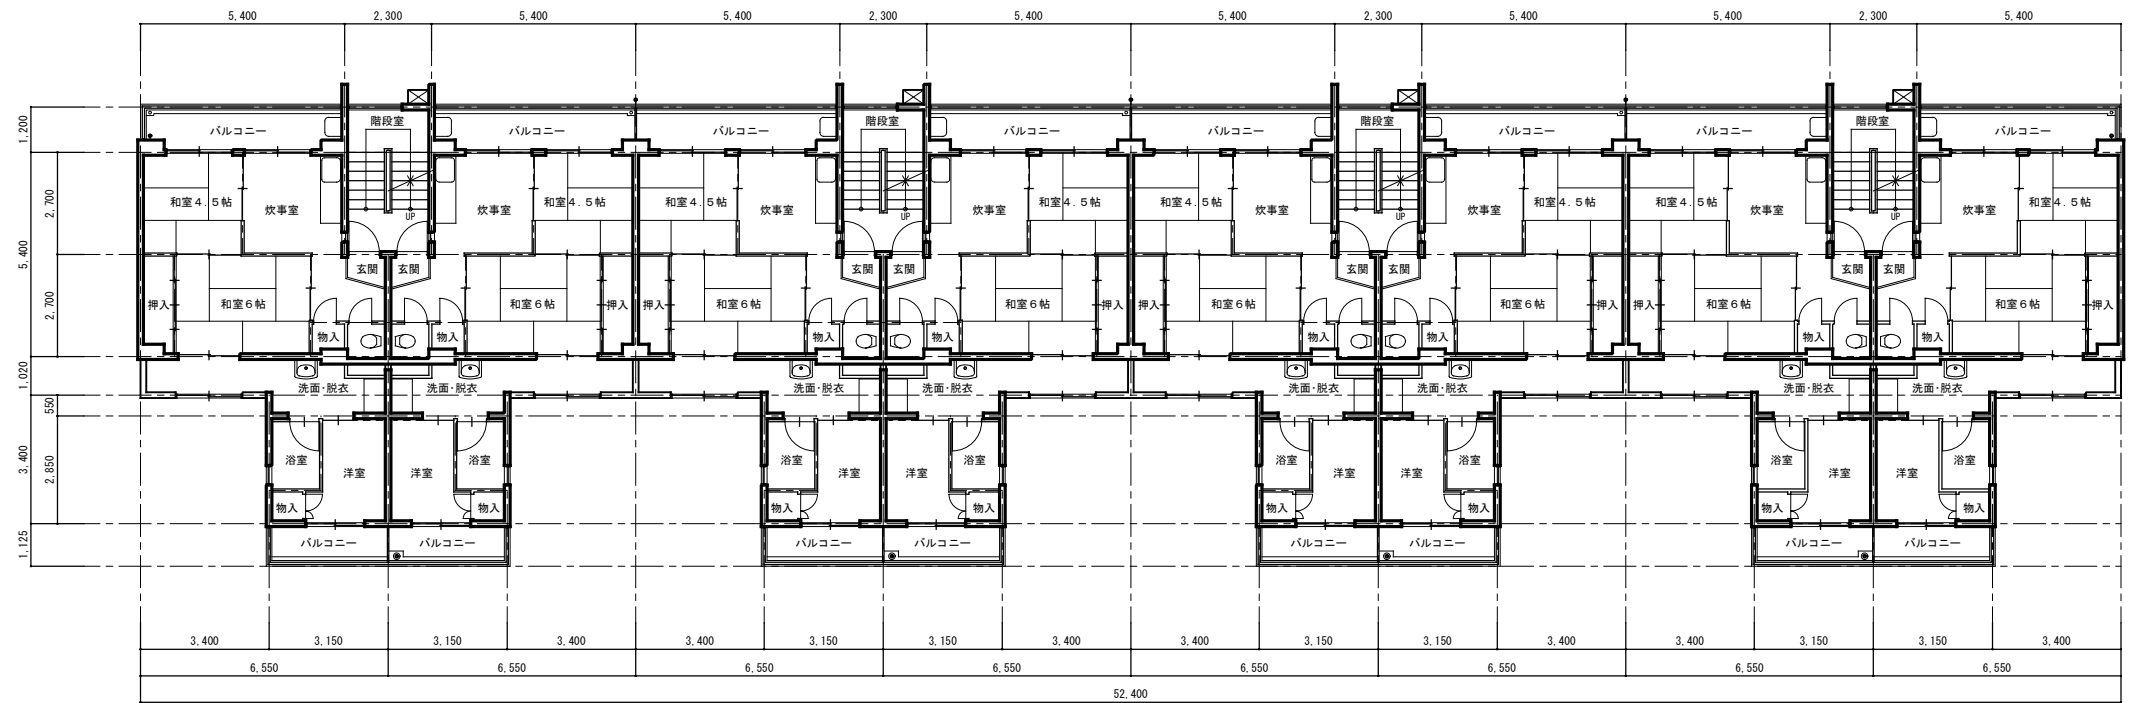 5,400 2,300 5,400 5,400 2,300 5,400 5,400 2,300 5,400 5,400 2,300 5,400
1,200
階段室 階段室 階段室 階段室
バルコニー バルコニー バルコニー バルコニー バルコニー バルコニー バルコニー バルコニー
2,700
和室4.5帖 炊事室 炊事室 和室4.5帖 和室4.5帖 炊事室 炊事室 和室4.5帖 和室4.5帖 炊事室 炊事室 和室4.5帖 和室4.5帖 炊事室 炊事室 和室4.5帖
UP UP UP UP
5,400
玄関 玄関 玄関 玄関 玄関 玄関 玄関 玄関
2,700
押入 和室6帖 和室6帖 押入 押入 和室6帖 和室6帖 押入 押入 和室6帖 和室6帖 押入 押入 和室6帖 和室6帖 押入
物入 物入 物入 物入 物入 物入 物入 物入
1,020
洗面・脱衣 洗面・脱衣 洗面・脱衣 洗面・脱衣 洗面・脱衣 洗面・脱衣 洗面・脱衣 洗面・脱衣
550
3,400
2,850
浴室 洋室 洋室 浴室 浴室 洋室 洋室 浴室 浴室 洋室 洋室 浴室 浴室 洋室 洋室 浴室
物入 物入 物入 物入 物入 物入 物入 物入
1,125
バルコニー バルコニー バルコニー バルコニー バルコニー バルコニー バルコニー バルコニー
3,400 3,150 3,150 3,400 3,400 3,150 3,150 3,400 3,400 3,150 3,150 3,400 3,400 3,150 3,150 3,400
6,550 6,550 6,550 6,550 6,550 6,550 6,550 6,550
52,400